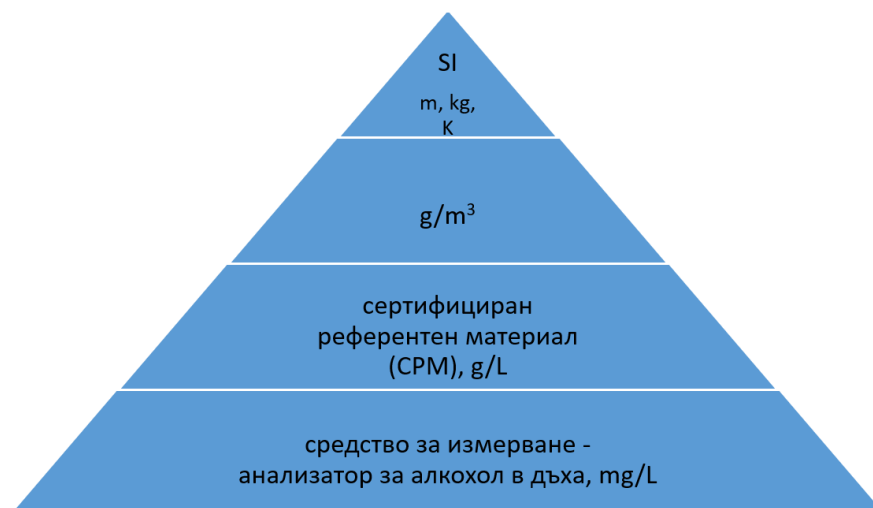 SI
m, kg,
K
g/m³
сертифициран
референтен материал
(СРМ), g/L
средство за измерване -
анализатор за алкохол в дъха, mg/L